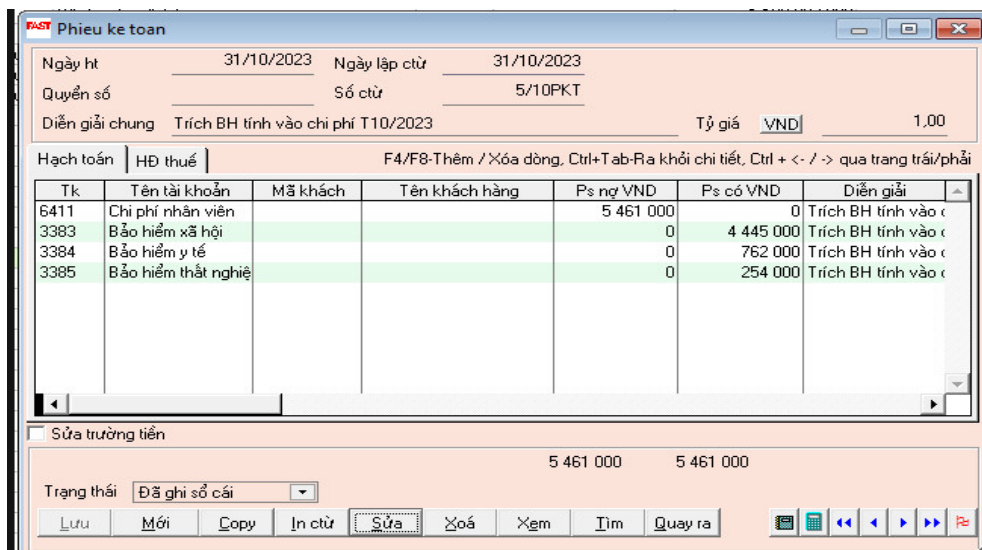 FAST Phieu ke toan
Ngày ht 31/10/2023 Ngày lập ctừ 31/10/2023
Quyển số Số ctừ 5/10PKT
Diễn giải chung Trích BH tính vào chi phí T10/2023 Tỷ giá VND 1,00
Hạch toán HĐ thuế F4/F8-Thêm / Xóa dòng, Ctrl+Tab-Ra khỏi chi tiết, Ctrl + <- / -> qua trang trái/phải
Tk Tên tài khoản Mã khách Tên khách hàng Ps nợ VND Ps có VND Diễn giải
6411 Chi phí nhân viên 5 461 000 0 Trích BH tính vào
3383 Bảo hiểm xã hội 0 4 445 000 Trích BH tính vào
3384 Bảo hiểm y tế 0 762 000 Trích BH tính vào
3385 Bảo hiểm thất nghiệ 0 254 000 Trích BH tính vào
Sửa trường tiền
5 461 000 5 461 000
Trạng thái Đã ghi sổ cái
Lưu Mới Copy In ctừ Sửa Xoá Xem Tìm Quay ra